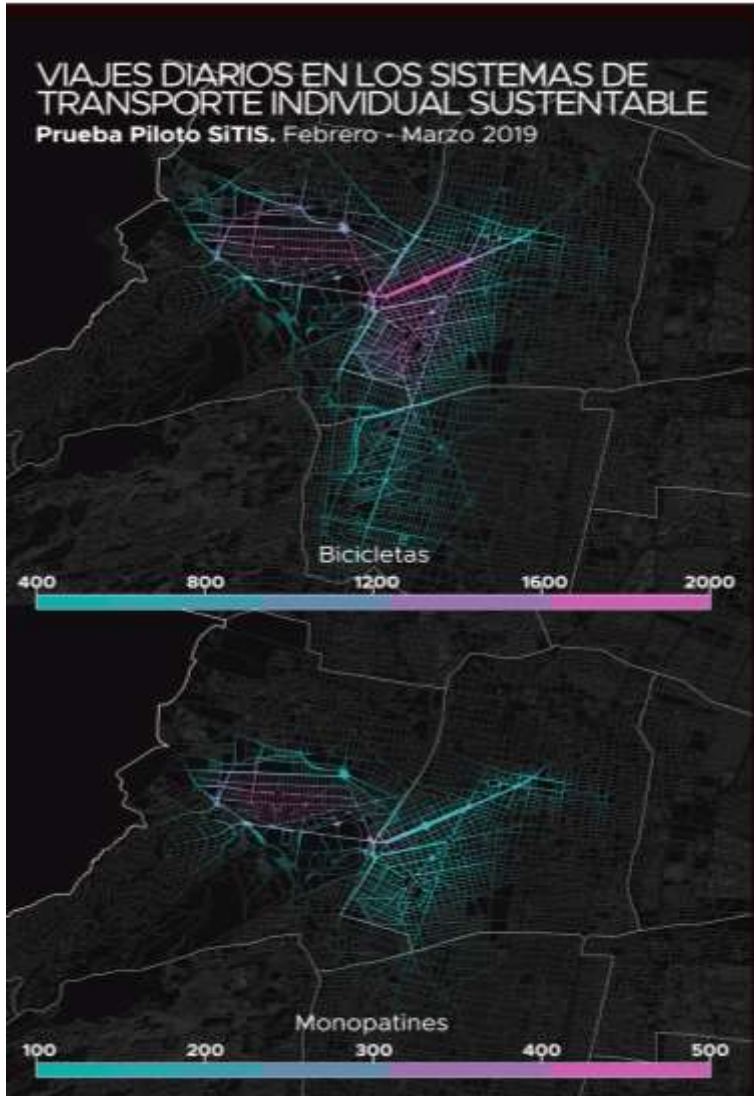 VIAJES DIARIOS EN LOS SISTEMAS DE
TRANSPORTE INDIVIDUAL SUSTENTABLE
Prueba Piloto SiTIS. Febrero - Marzo 2019
Bicicletas
400 800 1200 1600 2000
Monopatines
100 200 300 400 500